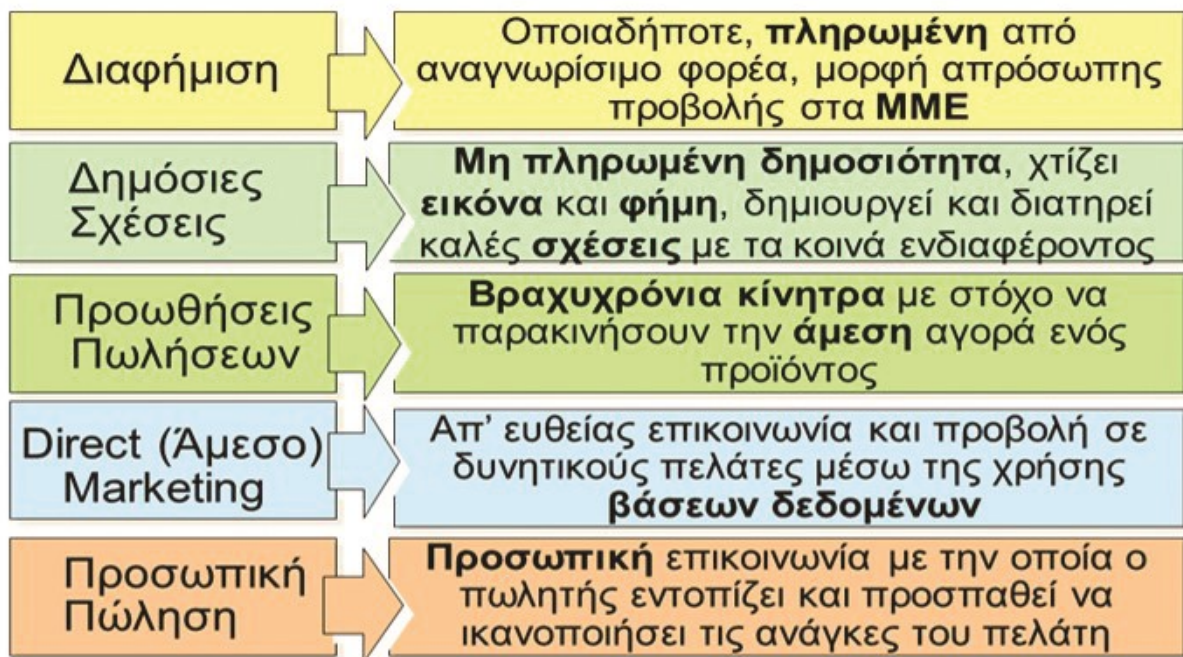 Διαφήμιση
Οποιαδήποτε, πληρωμένη από
αναγνωρίσιμο φορέα, μορφή απρόσωπης
προβολής στα ΜΜΕ
Δημόσιες
Σχέσεις
Μη πληρωμένη δημοσιότητα, χτίζει
εικόνα και φήμη, δημιουργεί και διατηρεί
καλές σχέσεις με τα κοινά ενδιαφέροντος
Προωθήσεις
Πωλήσεων
Βραχυχρόνια κίνητρα με στόχο να
παρακινήσουν την άμεση αγορά ενός
προϊόντος
Direct (Άμεσο)
Marketing
Απ’ ευθείας επικοινωνία και προβολή σε
δυνητικούς πελάτες μέσω της χρήσης
βάσεων δεδομένων
Προσωπική
Πώληση
Προσωπική επικοινωνία με την οποία ο
πωλητής εντοπίζει και προσπαθεί να
ικανοποιήσει τις ανάγκες του πελάτη